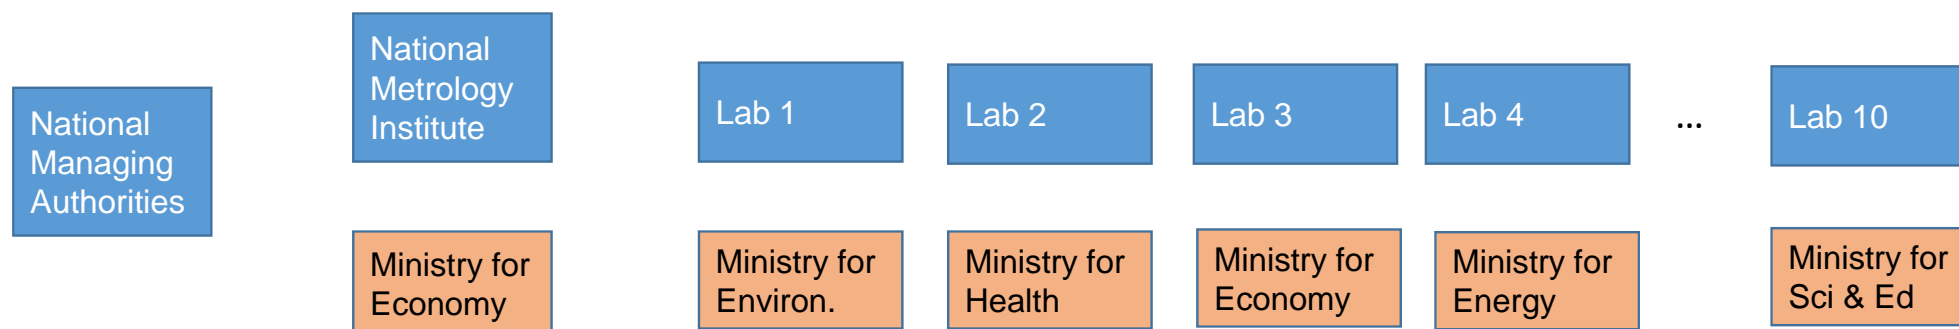 National
Managing
Authorities
National
Metrology
Institute
Lab 1
Lab 2
Lab 3
Lab 4
...
Lab 10
Ministry for
Economy
Ministry for
Environ.
Ministry for
Health
Ministry for
Economy
Ministry for
Energy
Ministry for
Sci & Ed